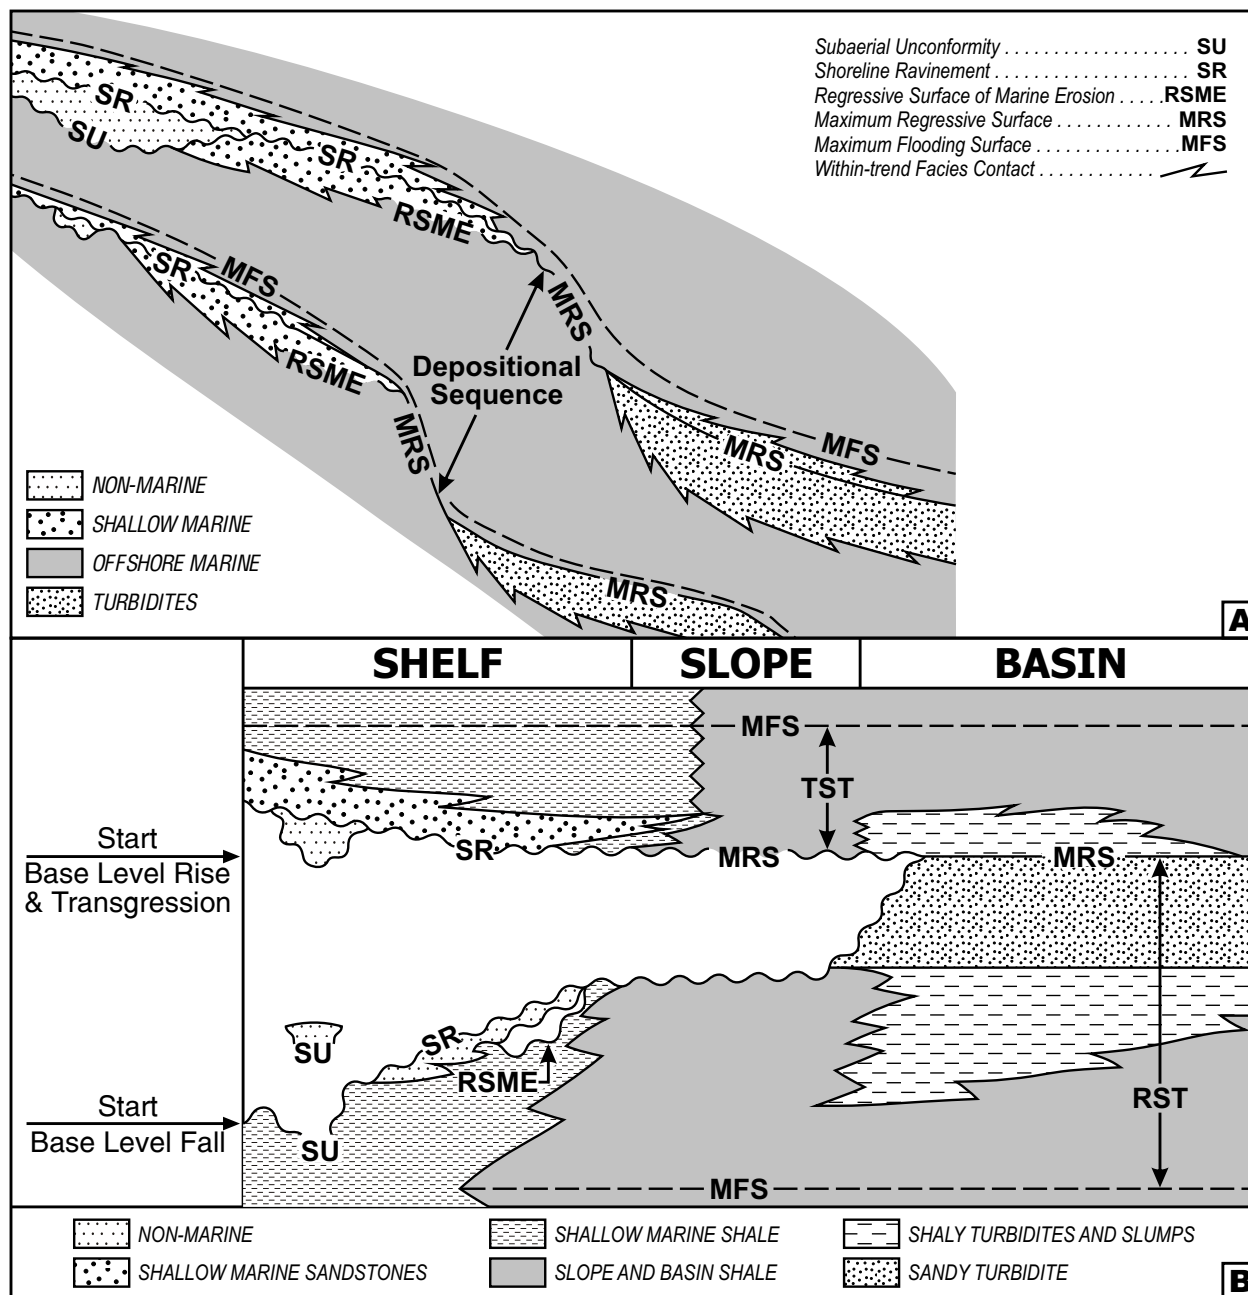 Subaerial Unconformity . . . . . . . . . . . . . . . . . . . SU
Shoreline Ravinement . . . . . . . . . . . . . . . . . . . . SR
Regressive Surface of Marine Erosion . . . . . RSME
Maximum Regressive Surface . . . . . . . . . . . . MRS
Maximum Flooding Surface . . . . . . . . . . . . . . . MFS
Within-trend Facies Contact . . . . . . . . . . . .
SR
SU
SR
RSME
MFS
SR
MRS
RSME
Depositional
Sequence
MRS
MFS
MRS
MRS
NON-MARINE
SHALLOW MARINE
OFFSHORE MARINE
TURBIDITES
A
SHELF
SLOPE
BASIN
MFS
TST
Start
Base Level Rise
& Transgression
SR
MRS
MRS
SU
SR
RSME
RST
Start
Base Level Fall
SU
MFS
NON-MARINE
SHALLOW MARINE SHALE
SHALY TURBIDITES AND SLUMPS
SHALLOW MARINE SANDSTONES
SLOPE AND BASIN SHALE
SANDY TURBIDITE
B